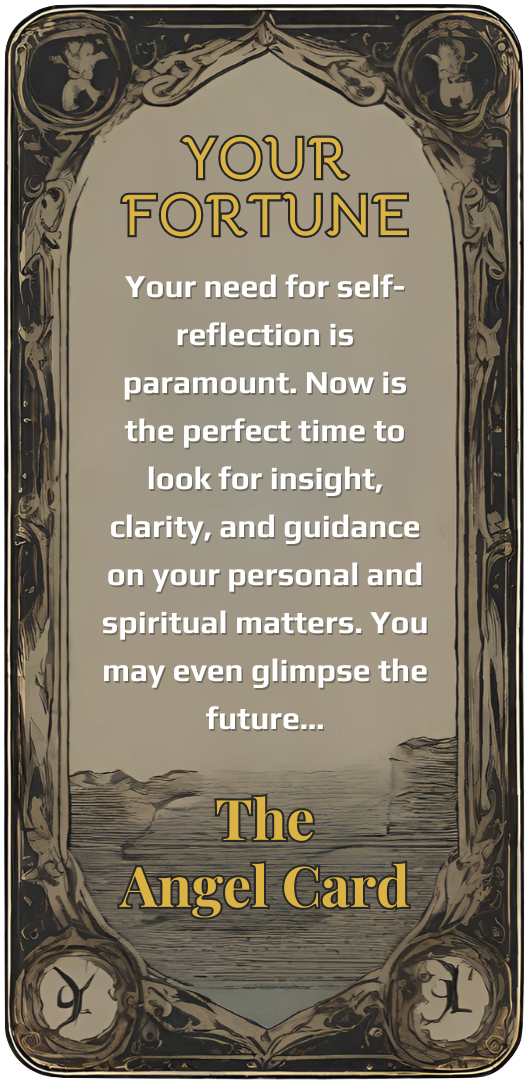 YOUR
FORTUNE
Your need for self-
reflection is
paramount. Now is
the perfect time to
look for insight,
clarity, and guidance
on your personal and
spiritual matters. You
may even glimpse the
future...
The
Angel Card